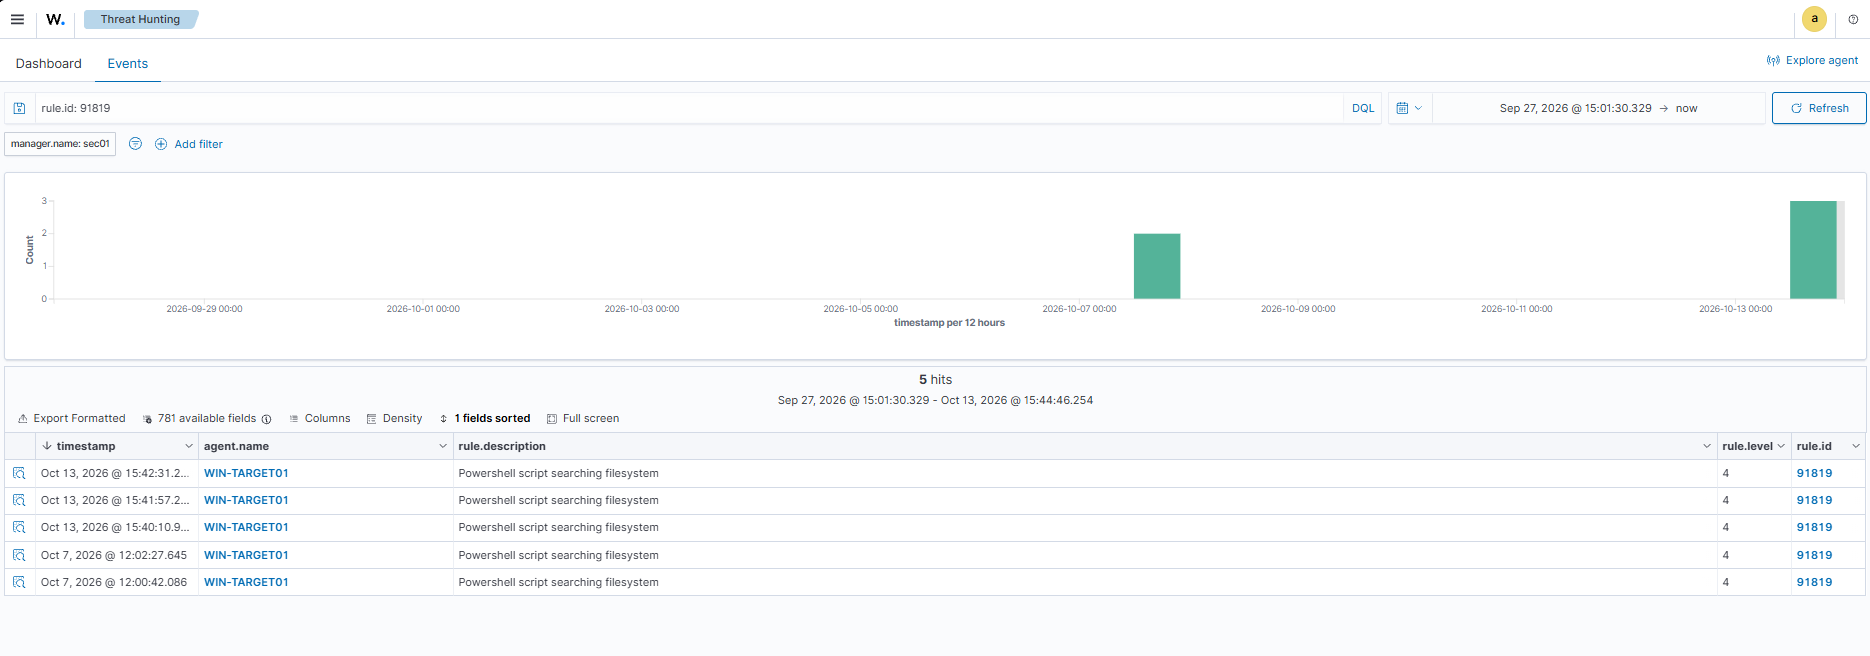 W. Threat Hunting a
Dashboard Events Explore agent
rule.id: 91819 DQL Sep 27, 2026 @ 15:01:30.329 → now Refresh
manager.name: sec01 Add filter
3
2
1
0
Count
2026-09-29 00:00 2026-10-01 00:00 2026-10-03 00:00 2026-10-05 00:00 2026-10-07 00:00 2026-10-09 00:00 2026-10-11 00:00 2026-10-13 00:00
timestamp per 12 hours
5 hits
Sep 27, 2026 @ 15:01:30.329 - Oct 13, 2026 @ 15:44:46.254
Export Formatted 781 available fields Columns Density 1 fields sorted Full screen
timestamp agent.name rule.description rule.level rule.id
Oct 13, 2026 @ 15:42:31.2... WIN-TARGET01 Powershell script searching filesystem 4 91819
Oct 13, 2026 @ 15:41:57.2... WIN-TARGET01 Powershell script searching filesystem 4 91819
Oct 13, 2026 @ 15:40:10.9... WIN-TARGET01 Powershell script searching filesystem 4 91819
Oct 7, 2026 @ 12:02:27.645 WIN-TARGET01 Powershell script searching filesystem 4 91819
Oct 7, 2026 @ 12:00:42.086 WIN-TARGET01 Powershell script searching filesystem 4 91819